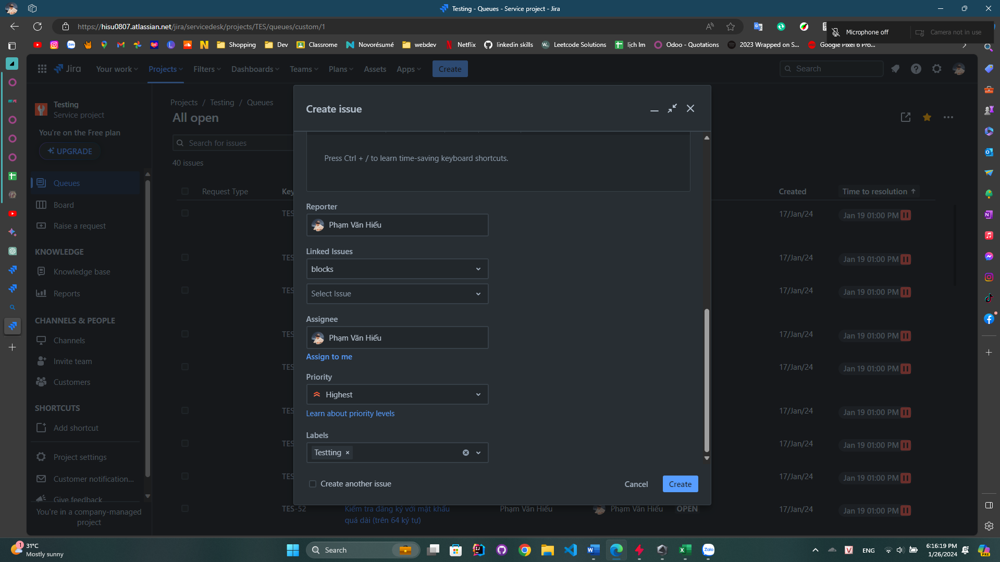 Testing - Queues - Service project - Jira
https://hisu0807.atlassian.net/jira/servicedesk/projects/TES/queues/custom/1
Microphone off
Camera not in use
Shopping
Dev
Classrome
Novorésumé
webdev
Netflix
linkedin skills
Leetcode Solutions
lịch lm
Odoo - Quotations
2023 Wrapped on S...
Google Pixel 6 Pro...
Jira
Your work
Projects
Filters
Dashboards
Teams
Plans
Assets
Apps
Create
Search
Testing
Service project
You're on the Free plan
UPGRADE
Queues
Board
Raise a request
KNOWLEDGE
Knowledge base
Reports
CHANNELS & PEOPLE
Channels
Invite team
Customers
SHORTCUTS
Add shortcut
Project settings
Customer notification...
Give feedback
You're in a company-managed
project
Projects / Testing / Queues
All open
Search for issues
40 issues
Request Type
Created
Time to resolution
TES
17/Jan/24
Jan 19 01:00 PM
TES
17/Jan/24
Jan 19 01:00 PM
TES
17/Jan/24
Jan 19 01:00 PM
TES
17/Jan/24
Jan 19 01:00 PM
TES
17/Jan/24
Jan 19 01:00 PM
TES
17/Jan/24
Jan 19 01:00 PM
TES
17/Jan/24
Jan 19 01:00 PM
TES
17/Jan/24
Jan 19 01:00 PM
TES-52
Kiểm tra đăng ký với mật khẩu
quá dài (trên 64 ký tự)
Phạm Văn Hiếu
Phạm Văn Hiếu
OPEN
17/Jan/24
Jan 19 01:00 PM
Create issue
Press Ctrl + / to learn time-saving keyboard shortcuts.
Reporter
Phạm Văn Hiếu
Linked Issues
blocks
Select Issue
Assignee
Phạm Văn Hiếu
Assign to me
Priority
Highest
Learn about priority levels
Labels
Testting
Create another issue
Cancel
Create
1
31°C
Mostly sunny
Search
Zalo
ENG
6:16:19 PM
1/26/2024
PRE